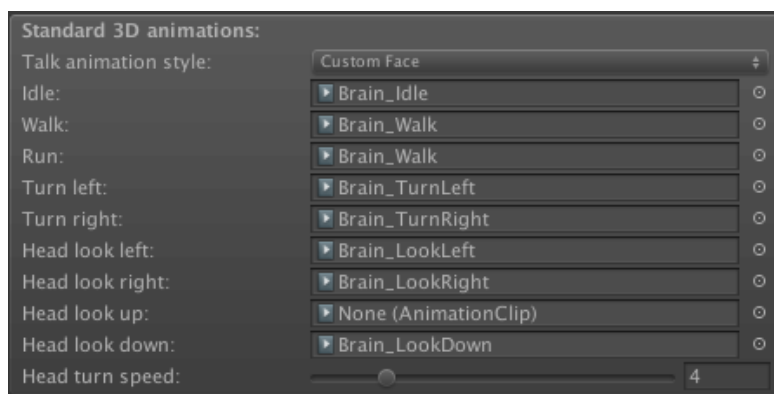 Standard 3D animations:
Talk animation style: Custom Face
Idle: Brain_Idle
Walk: Brain_Walk
Run: Brain_Walk
Turn left: Brain_TurnLeft
Turn right: Brain_TurnRight
Head look left: Brain_LookLeft
Head look right: Brain_LookRight
Head look up: None (AnimationClip)
Head look down: Brain_LookDown
Head turn speed: 4